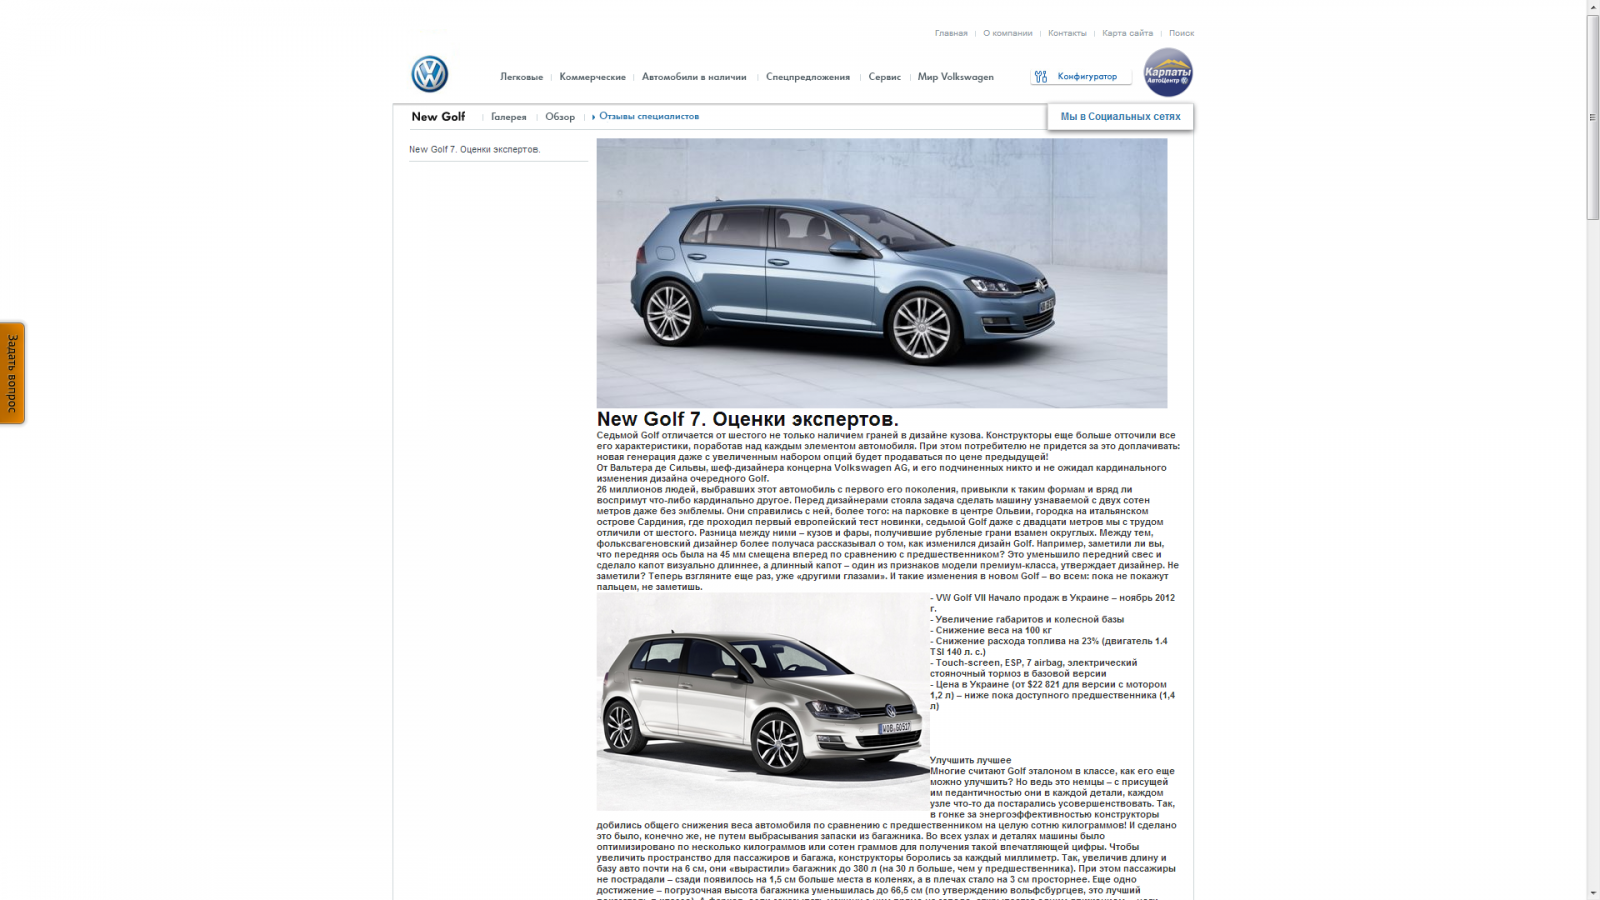 Главная | О компании | Контакты | Карта сайта | Поиск
Легковые | Коммерческие | Автомобили в наличии | Спецпредложения | Сервис | Мир Volkswagen
Конфигуратор
Карпаты
АвтоЦентр
New Golf | Галерея | Обзор | Отзывы специалистов
Мы в Социальных сетях
New Golf 7. Оценки экспертов.
Задать вопрос
New Golf 7. Оценки экспертов.
Седьмой Golf отличается от шестого не только наличием граней в дизайне кузова. Конструкторы еще больше отточили все
его характеристики, поработав над каждым элементом автомобиля. При этом потребителю не придется за это доплачивать:
новая генерация даже с увеличенным набором опций будет продаваться по цене предыдущей!
От Вальтера де Сильвы, шеф-дизайнера концерна Volkswagen AG, и его подчиненных никто и не ожидал кардинального
изменения дизайна очередного Golf.
26 миллионов людей, выбравших этот автомобиль с первого его поколения, привыкли к таким формам и вряд ли
воспримут что-либо кардинально другое. Перед дизайнерами стояла задача сделать машину узнаваемой с двух сотен
метров даже без эмблемы. Они справились с ней, более того: на парковке в центре Ольвии, городка на итальянском
острове Сардиния, где проходил первый европейский тест новинки, седьмой Golf даже с двадцати метров мы с трудом
отличили от шестого. Разница между ними – кузов и фары, получившие рубленые грани взамен округлых. Между тем,
фольксвагеновский дизайнер более получаса рассказывал о том, как изменился дизайн Golf. Например, заметили ли вы,
что передняя ось была на 45 мм смещена вперед по сравнению с предшественником? Это уменьшило передний свес и
сделало капот визуально длиннее, а длинный капот – один из признаков модели премиум-класса, утверждает дизайнер. Не
заметили? Теперь взгляните еще раз, уже «другими глазами». И такие изменения в новом Golf – во всем: пока не покажут
пальцем, не заметишь.
- VW Golf VII Начало продаж в Украине – ноябрь 2012
г.
- Увеличение габаритов и колесной базы
- Снижение веса на 100 кг
- Снижение расхода топлива на 23% (двигатель 1.4
TSI 140 л. с.)
- Touch-screen, ESP, 7 airbag, электрический
стояночный тормоз в базовой версии
- Цена в Украине (от $22 821 для версии с мотором
1,2 л) – ниже пока доступного предшественника (1,4
л)
WOB GO517
Улучшить лучшее
Многие считают Golf эталоном в классе, как его еще
можно улучшить? Но ведь это немцы – с присущей
им педантичностью они в каждой детали, каждом
узле что-то да постарались усовершенствовать. Так,
в гонке за энергоэффективностью конструкторы
добились общего снижения веса автомобиля по сравнению с предшественником на целую сотню килограммов! И сделано
это было, конечно же, не путем выбрасывания запаски из багажника. Во всех узлах и деталях машины было
оптимизировано по несколько килограммов или сотен граммов для получения такой впечатляющей цифры. Чтобы
увеличить пространство для пассажиров и багажа, конструкторы боролись за каждый миллиметр. Так, увеличив длину и
базу авто почти на 6 см, они «вырастили» багажник до 380 л (на 30 л больше, чем у предшественника). При этом пассажиры
не пострадали – сзади появилось на 1,5 см больше места в коленях, а в плечах стало на 3 см просторнее. Еще одно
достижение – погрузочная высота багажника уменьшилась до 66,5 см (по утверждению вольфсбургцев, это лучший